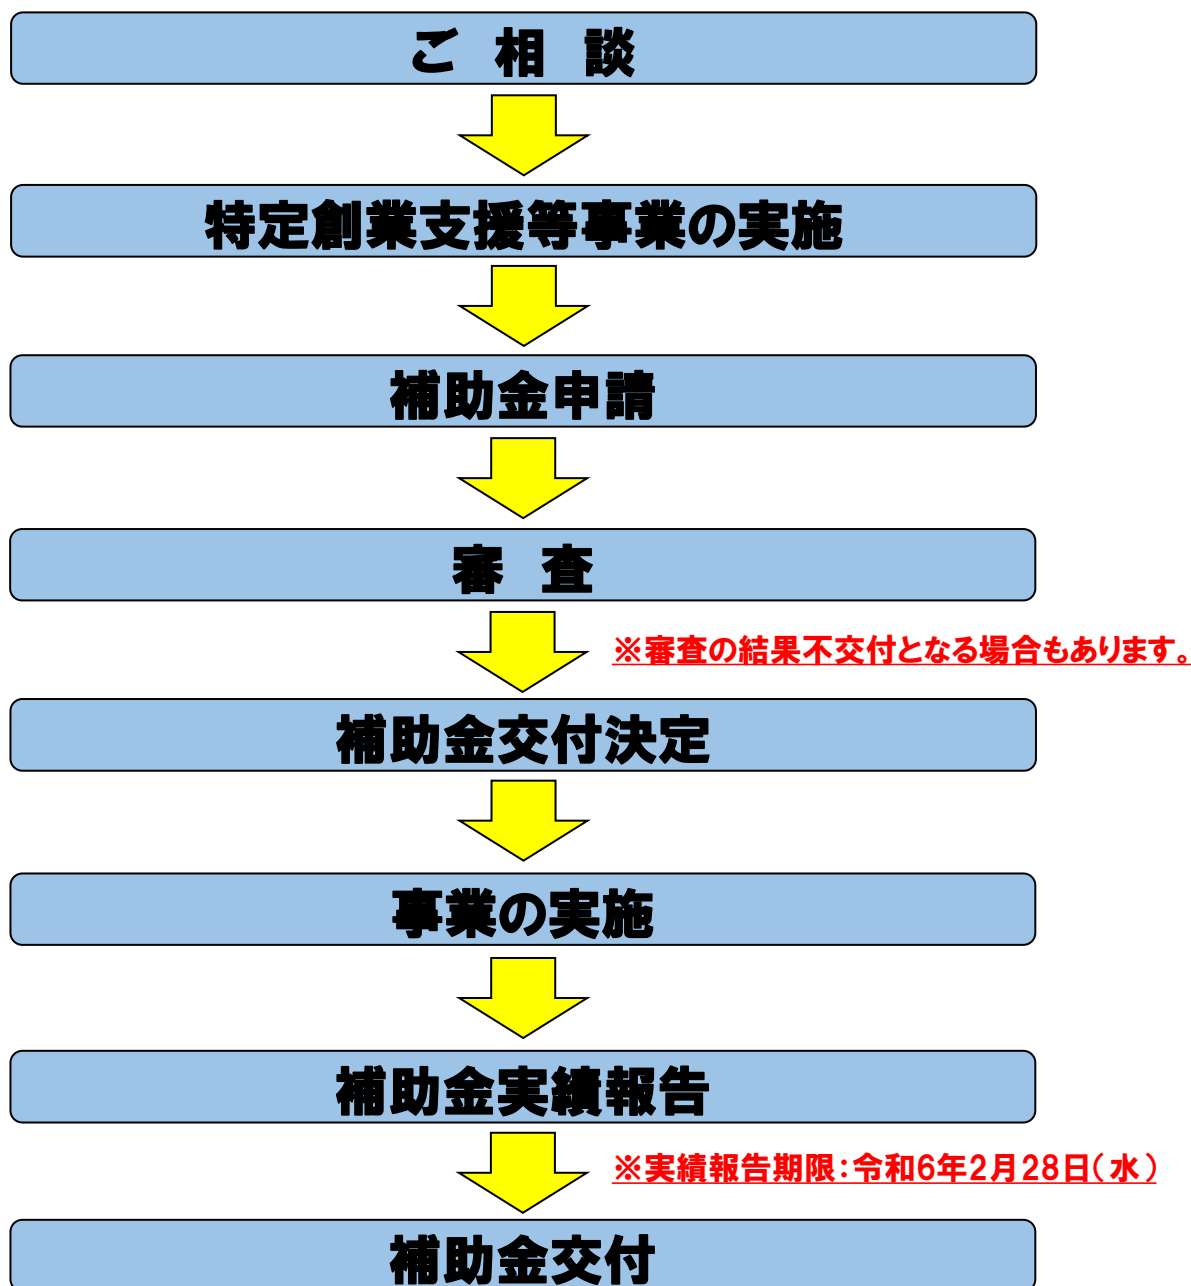 ご 相 談
特定創業支援等事業の実施
補助金申請
審 査
※審査の結果不交付となる場合もあります。
補助金交付決定
事業の実施
補助金実績報告
※実績報告期限：令和6年2月28日（水）
補助金交付